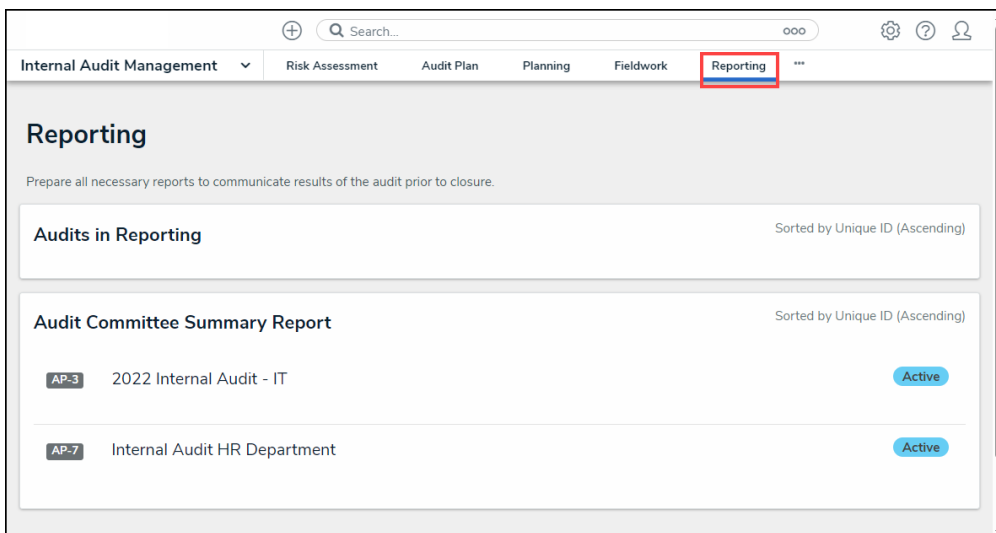 Search...
Internal Audit Management
Risk Assessment
Audit Plan
Planning
Fieldwork
Reporting
Reporting
Prepare all necessary reports to communicate results of the audit prior to closure.
Audits in Reporting
Sorted by Unique ID (Ascending)
Audit Committee Summary Report
Sorted by Unique ID (Ascending)
AP-3 2022 Internal Audit - IT Active
AP-7 Internal Audit HR Department Active